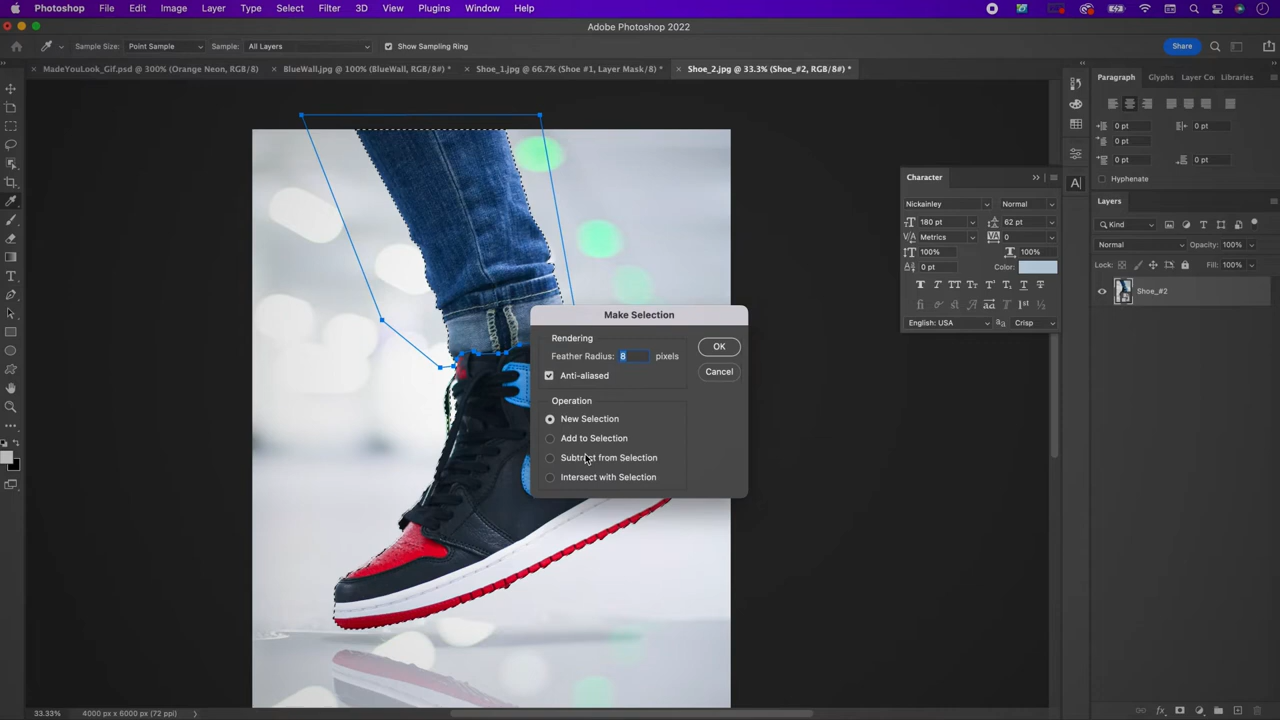 Photoshop File Edit Image Layer Type Select Filter 3D View Plugins Window Help
Adobe Photoshop 2022
Sample Size: Point Sample Sample: All Layers Show Sampling Ring Share
MadeYouLook_Gif.psd @ 300% (Orange Neon, RGB/8) BlueWall.jpg @ 100% (BlueWall, RGB/8#) * Shoe_1.jpg @ 66.7% (Shoe #1, Layer Mask/8) * Shoe_2.jpg @ 33.3% (Shoe_#2, RGB/8#) *
Paragraph Glyphs Layer Co Libraries
0 pt 0 pt
0 pt
0 pt 0 pt
Hyphenate
Character
Nickainley Normal
180 pt 62 pt
Metrics 0
100% 100%
0 pt Color:
English: USA Crisp
Layers
Kind
Normal Opacity: 100%
Lock: Fill: 100%
Shoe_#2
Make Selection
Rendering
Feather Radius: 8 pixels
Anti-aliased
OK
Cancel
Operation
New Selection
Add to Selection
Subtract from Selection
Intersect with Selection
33.33% 4000 px x 6000 px (72 ppi)